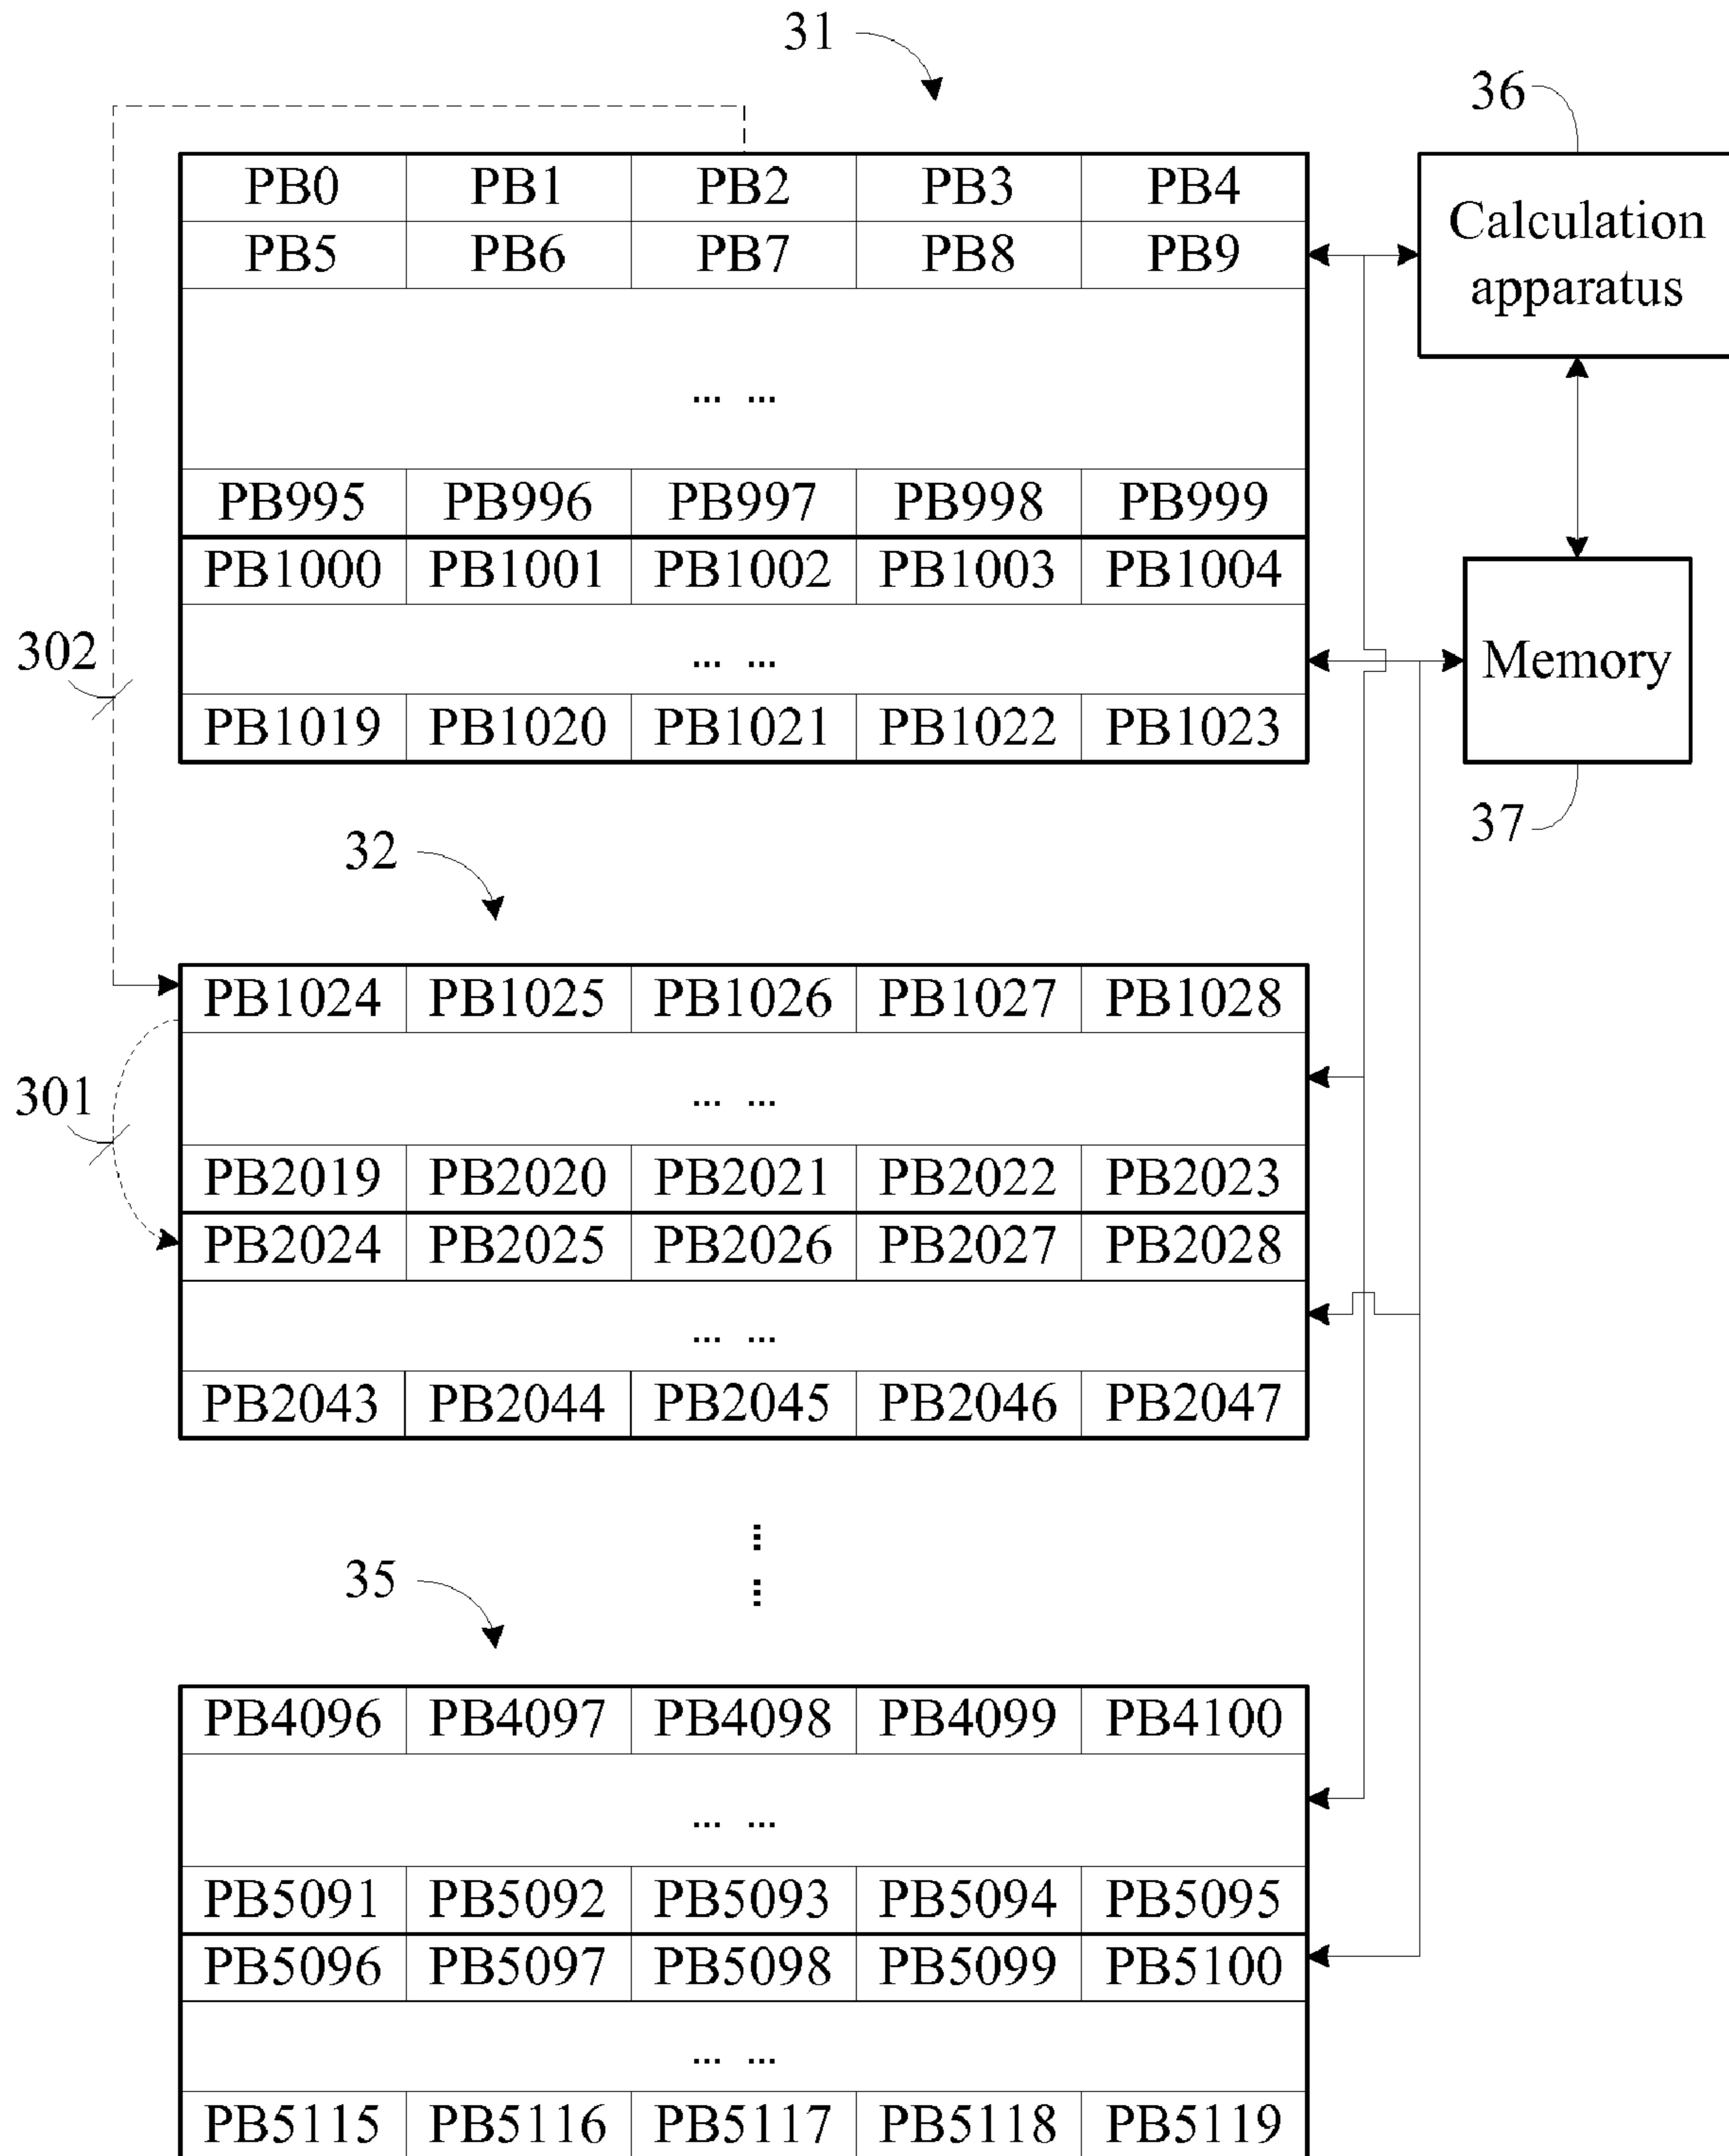 31
36
PB0 PB1 PB2 PB3 PB4
Calculation
apparatus
PB5 PB6 PB7 PB8 PB9
... ...
PB995 PB996 PB997 PB998 PB999
PB1000 PB1001 PB1002 PB1003 PB1004
302
... ...
Memory
PB1019 PB1020 PB1021 PB1022 PB1023
37
32
PB1024 PB1025 PB1026 PB1027 PB1028
301
... ...
PB2019 PB2020 PB2021 PB2022 PB2023
PB2024 PB2025 PB2026 PB2027 PB2028
... ...
PB2043 PB2044 PB2045 PB2046 PB2047
... ...
35
PB4096 PB4097 PB4098 PB4099 PB4100
... ...
PB5091 PB5092 PB5093 PB5094 PB5095
PB5096 PB5097 PB5098 PB5099 PB5100
... ...
PB5115 PB5116 PB5117 PB5118 PB5119